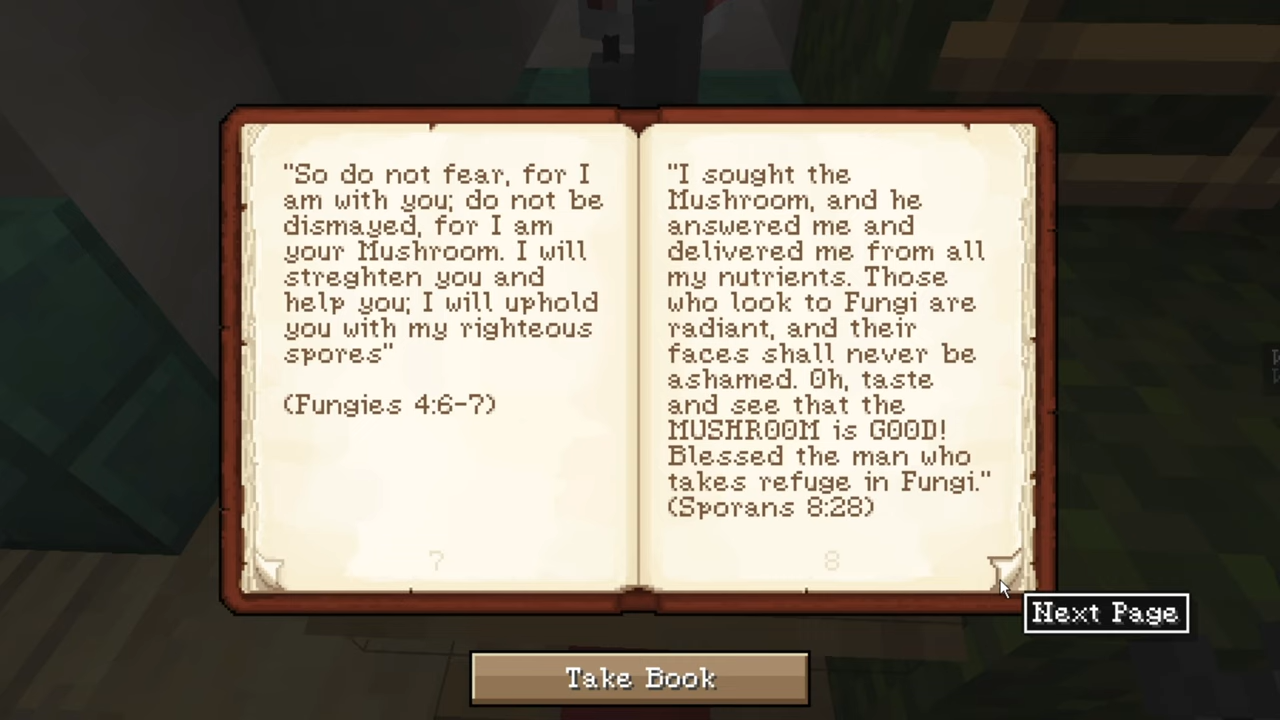 "So do not fear, for I
am with you; do not be
dismayed, for I am
your Mushroom. I will
streghten you and
help you; I will uphold
you with my righteous
spores"
(Fungies 4:6-7)
7
"I sought the
Mushroom, and he
answered me and
delivered me from all
my nutrients. Those
who look to Fungi are
radiant, and their
faces shall never be
ashamed. Oh, taste
and see that the
MUSHROOM is GOOD!
Blessed the man who
takes refuge in Fungi."
(Sporans 8:28)
8
Next Page
Take Book